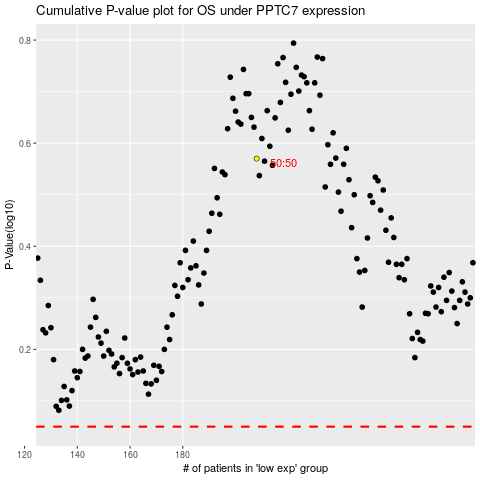 Cumulative P-value plot for OS under PPTC7 expression
P-Value(log10)
0.8
0.6
0.4
0.2
50:50
120 140 160 180
# of patients in 'low exp' group